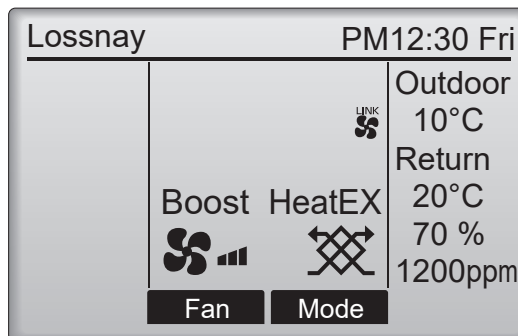 Lossnay PM12:30 Fri
Outdoor
LINK
10°C
Return
Boost HeatEX 20°C
70 %
1200ppm
Fan Mode